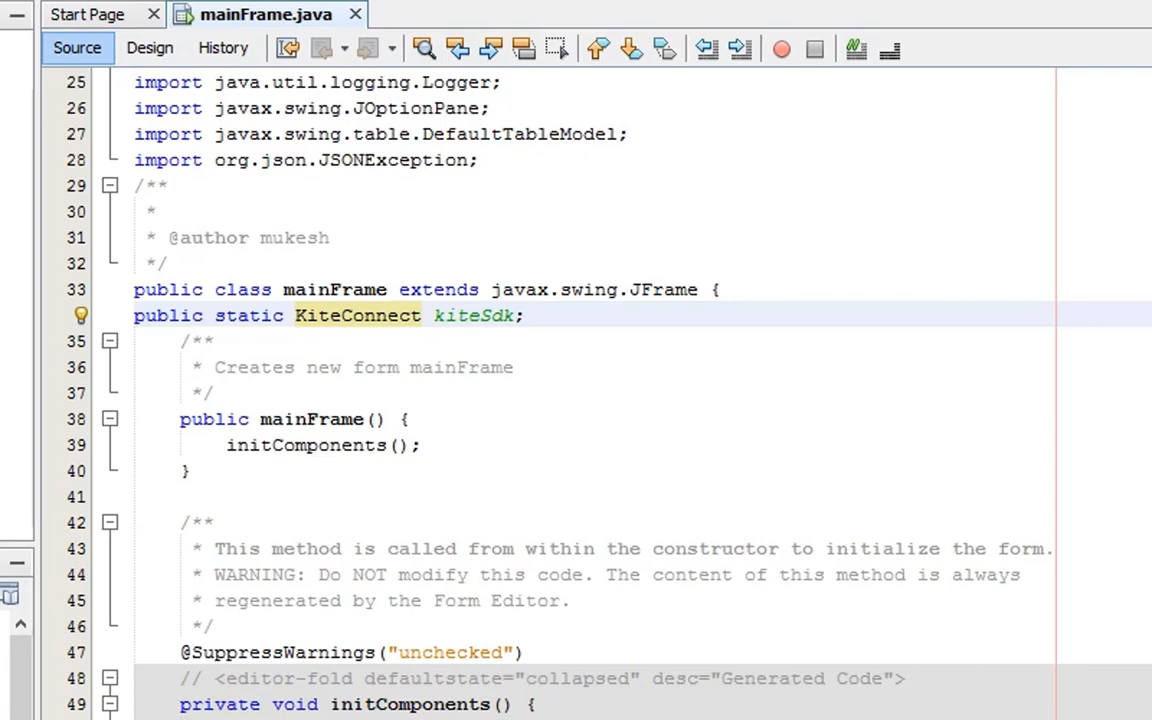 Start Page mainFrame.java
Source Design History
25 import java.util.logging.Logger;
26 import javax.swing.JOptionPane;
27 import javax.swing.table.DefaultTableModel;
28 import org.json.JSONException;
29 /**
30 *
31 * @author mukesh
32 */
33 public class mainFrame extends javax.swing.JFrame {
public static KiteConnect kiteSdk;
35 /**
36 * Creates new form mainFrame
37 */
38 public mainFrame() {
39 initComponents();
40 }
41
42 /**
43 * This method is called from within the constructor to initialize the form.
44 * WARNING: Do NOT modify this code. The content of this method is always
45 * regenerated by the Form Editor.
46 */
47 @SuppressWarnings("unchecked")
48 // <editor-fold defaultstate="collapsed" desc="Generated Code">
49 private void initComponents() {